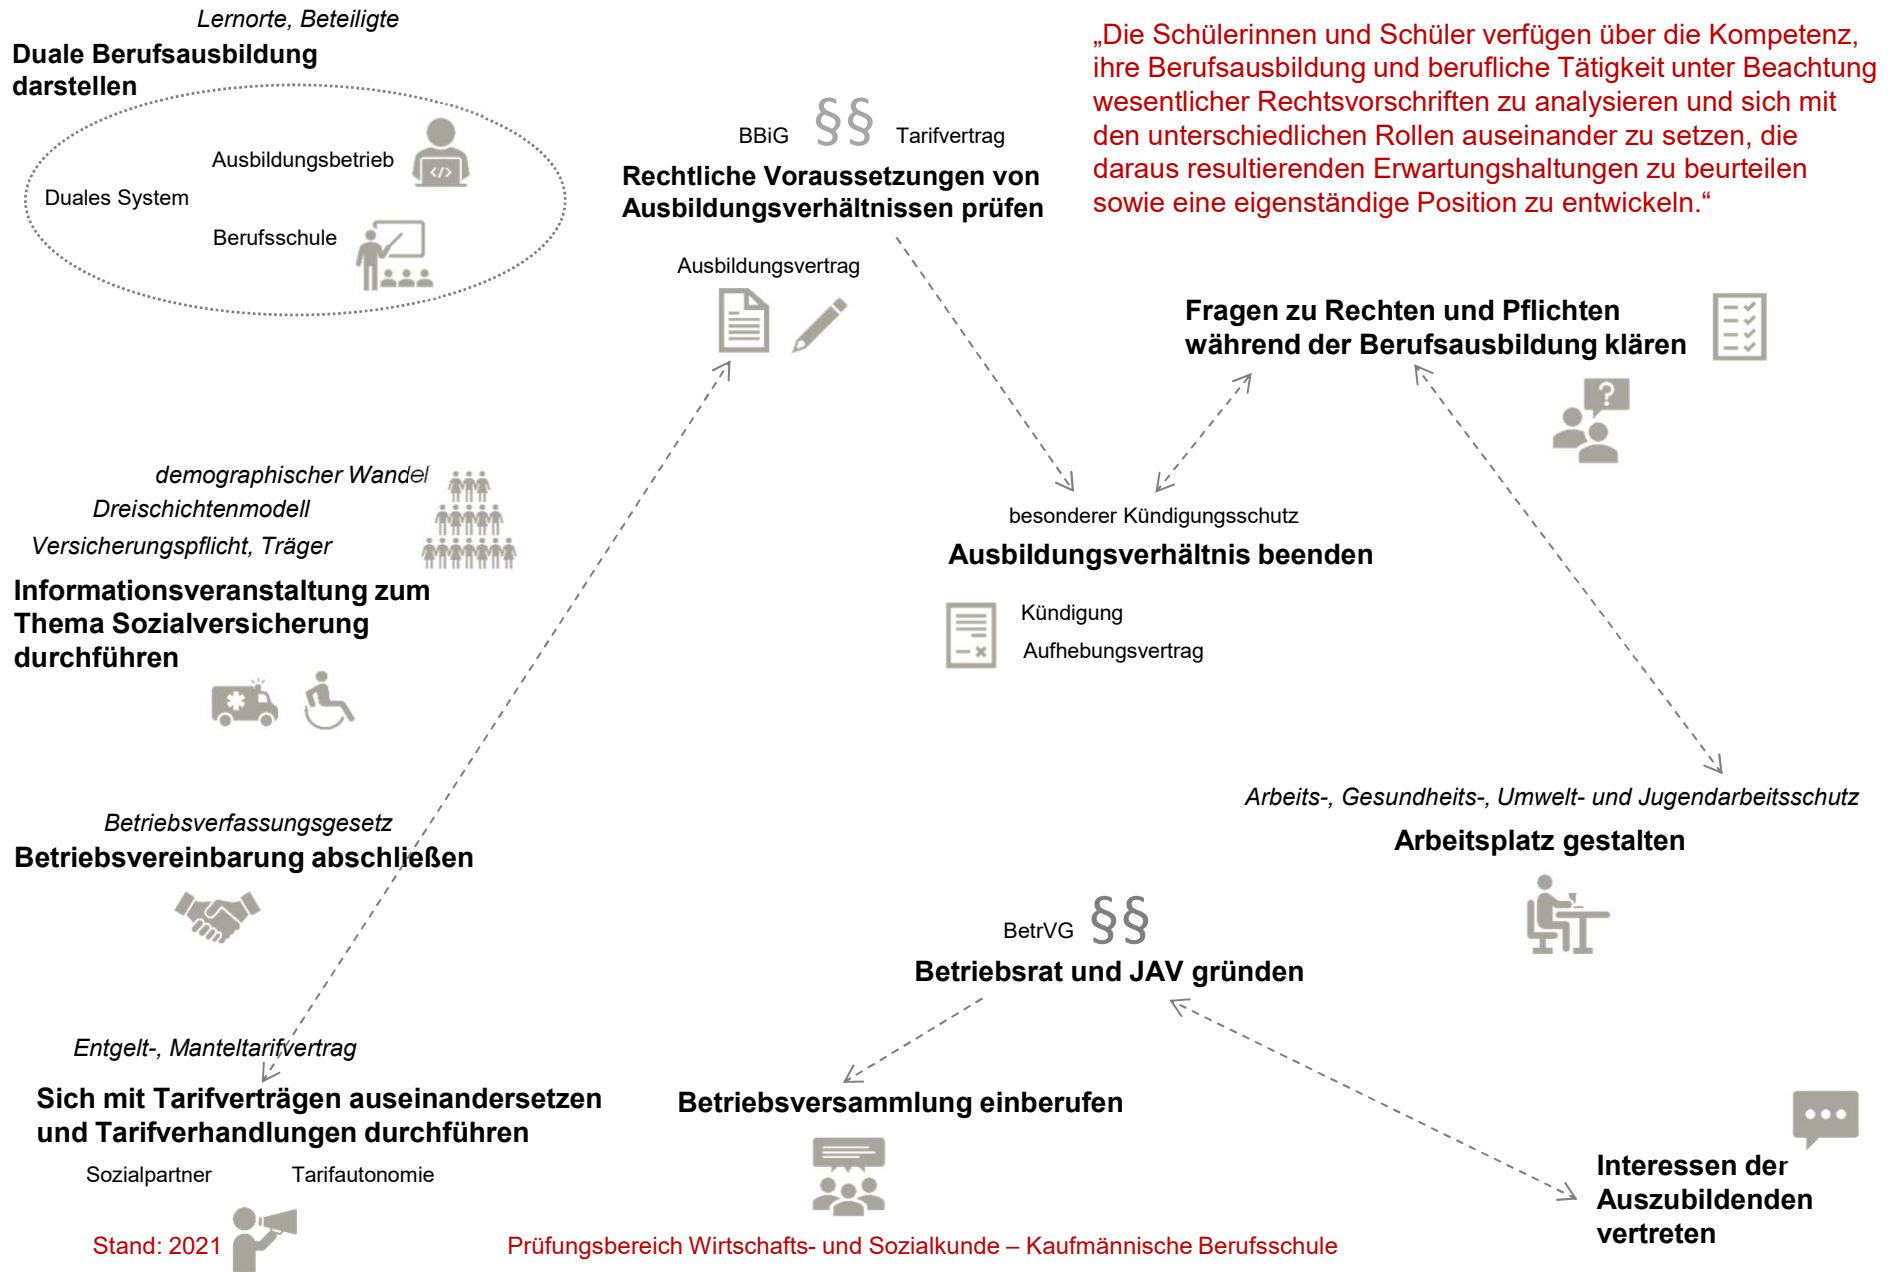 Lernorte, Beteiligte
Duale Berufsausbildung
darstellen
Ausbildungsbetrieb
Duales System
Berufsschule
BBiG §§ Tarifvertrag
Rechtliche Voraussetzungen von
Ausbildungsverhältnissen prüfen
Ausbildungsvertrag
„Die Schülerinnen und Schüler verfügen über die Kompetenz,
ihre Berufsausbildung und berufliche Tätigkeit unter Beachtung
wesentlicher Rechtsvorschriften zu analysieren und sich mit
den unterschiedlichen Rollen auseinander zu setzen, die
daraus resultierenden Erwartungshaltungen zu beurteilen
sowie eine eigenständige Position zu entwickeln.“
Fragen zu Rechten und Pflichten
während der Berufsausbildung klären
?
demographischer Wandel
Dreischichtenmodell
Versicherungspflicht, Träger
Informationsveranstaltung zum
Thema Sozialversicherung
durchführen
besonderer Kündigungsschutz
Ausbildungsverhältnis beenden
Kündigung
Aufhebungsvertrag
Arbeits-, Gesundheits-, Umwelt- und Jugendarbeitsschutz
Arbeitsplatz gestalten
Betriebsverfassungsgesetz
Betriebsvereinbarung abschließen
BetrVG §§
Betriebsrat und JAV gründen
Entgelt-, Manteltarifvertrag
Sich mit Tarifverträgen auseinandersetzen
und Tarifverhandlungen durchführen
Sozialpartner Tarifautonomie
Betriebsversammlung einberufen
Interessen der
Auszubildenden
vertreten
Stand: 2021
Prüfungsbereich Wirtschafts- und Sozialkunde – Kaufmännische Berufsschule